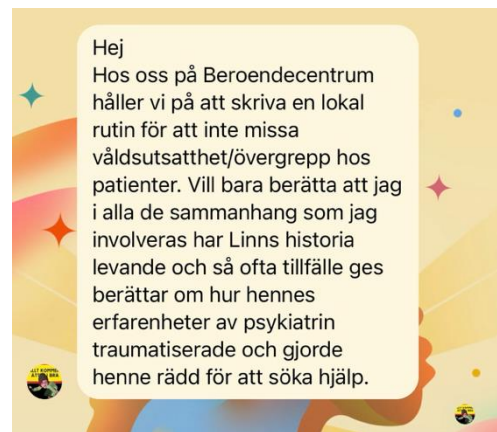 Hej
Hos oss på Beroendecentrum
håller vi på att skriva en lokal
rutin för att inte missa
våldsutsatthet/övergrepp hos
patienter. Vill bara berätta att jag
i alla de sammanhang som jag
involveras har Linns historia
levande och så ofta tillfälle ges
berättar om hur hennes
erfarenheter av psykiatrin
traumatiserade och gjorde
henne rädd för att söka hjälp.